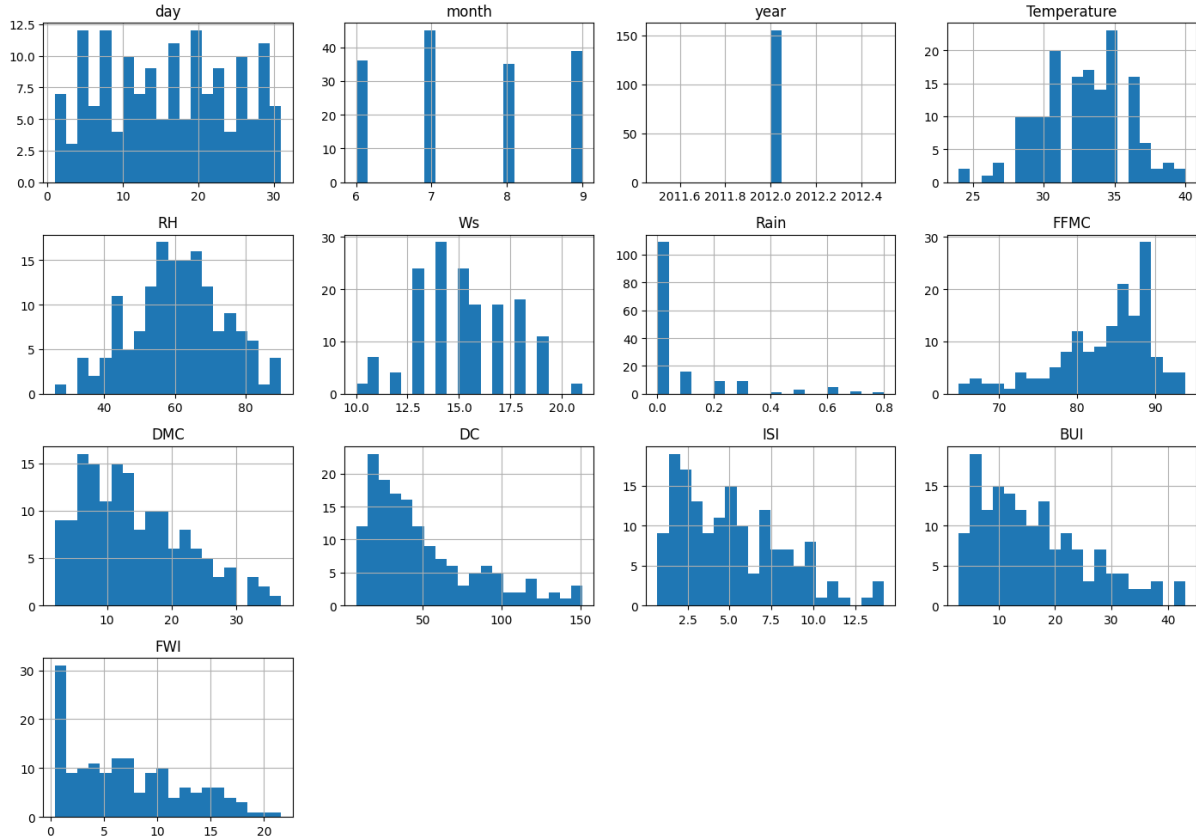 day
12.5
10.0
7.5
5.0
2.5
0.0
0 10 20 30
month
40
30
20
10
0
6 7 8 9
year
150
100
50
0
2011.6 2011.8 2012.0 2012.2 2012.4
Temperature
20
15
10
5
0
25 30 35 40
RH
15
10
5
0
40 60 80
Ws
30
20
10
0
10.0 12.5 15.0 17.5 20.0
Rain
100
80
60
40
20
0
0.0 0.2 0.4 0.6 0.8
FFMC
30
20
10
0
70 80 90
DMC
15
10
5
0
10 20 30
DC
20
15
10
5
0
50 100 150
ISI
15
10
5
0
2.5 5.0 7.5 10.0 12.5
BUI
15
10
5
0
10 20 30 40
FWI
30
20
10
0
0 5 10 15 20